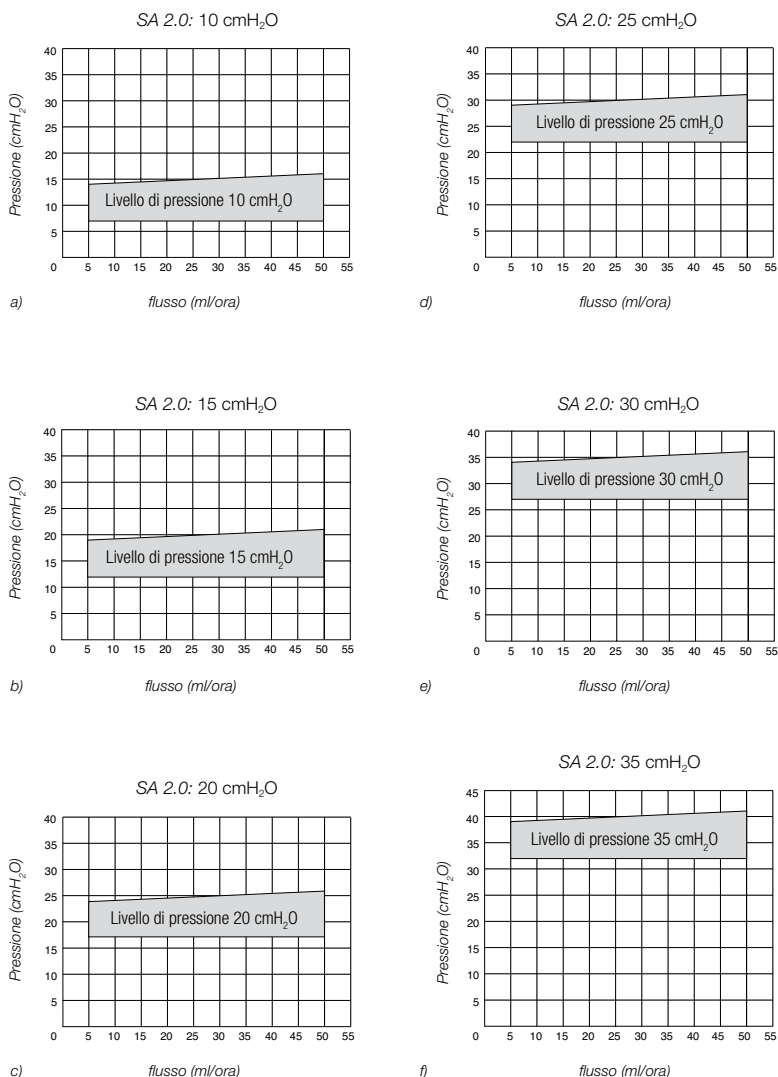 SA 2.0: 10 cmH₂O
Pressione (cmH₂O)
40
35
30
25
20
15
10
5
0
Livello di pressione 10 cmH₂O
5 10 15 20 25 30 35 40 45 50 55
a) flusso (ml/ora)
SA 2.0: 25 cmH₂O
Pressione (cmH₂O)
40
35
30
25
20
15
10
5
0
Livello di pressione 25 cmH₂O
5 10 15 20 25 30 35 40 45 50 55
d) flusso (ml/ora)
SA 2.0: 15 cmH₂O
Pressione (cmH₂O)
40
35
30
25
20
15
10
5
0
Livello di pressione 15 cmH₂O
5 10 15 20 25 30 35 40 45 50 55
b) flusso (ml/ora)
SA 2.0: 30 cmH₂O
Pressione (cmH₂O)
40
35
30
25
20
15
10
5
0
Livello di pressione 30 cmH₂O
5 10 15 20 25 30 35 40 45 50 55
e) flusso (ml/ora)
SA 2.0: 20 cmH₂O
Pressione (cmH₂O)
40
35
30
25
20
15
10
5
0
Livello di pressione 20 cmH₂O
5 10 15 20 25 30 35 40 45 50 55
c) flusso (ml/ora)
SA 2.0: 35 cmH₂O
Pressione (cmH₂O)
45
40
35
30
25
20
15
10
5
0
Livello di pressione 35 cmH₂O
5 10 15 20 25 30 35 40 45 50 55
f) flusso (ml/ora)